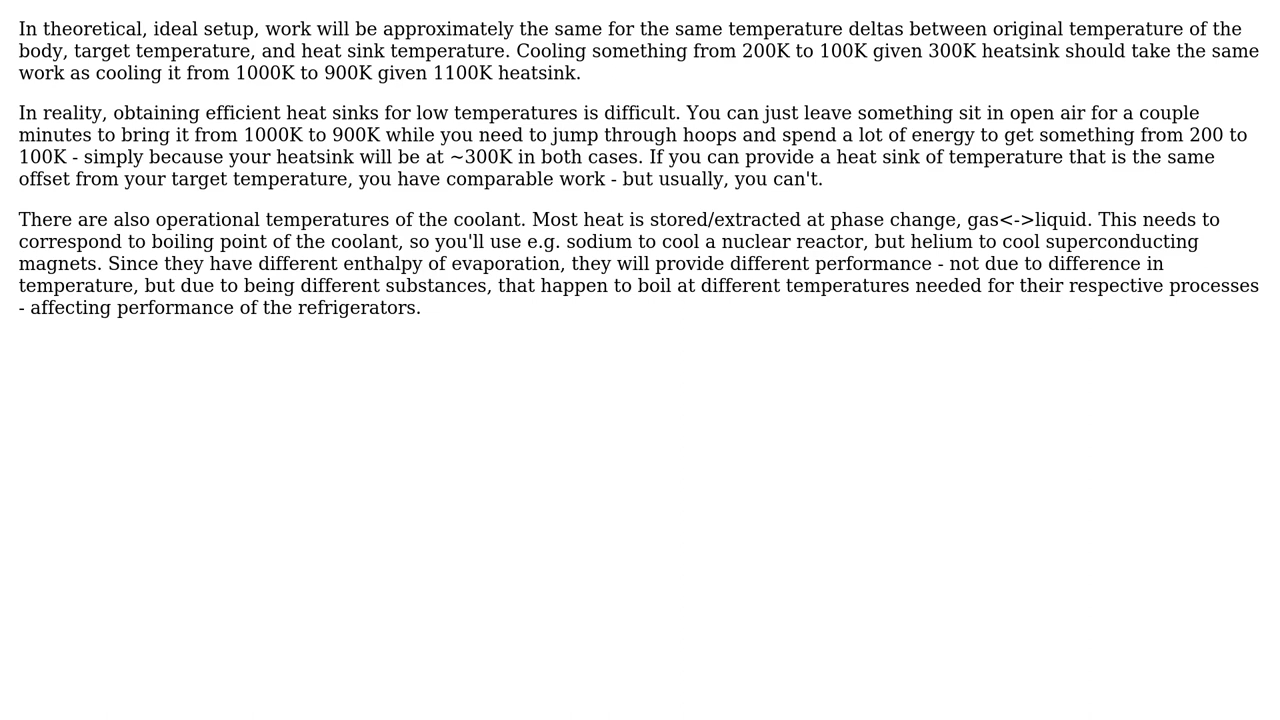 In theoretical, ideal setup, work will be approximately the same for the same temperature deltas between original temperature of the
body, target temperature, and heat sink temperature. Cooling something from 200K to 100K given 300K heatsink should take the same
work as cooling it from 1000K to 900K given 1100K heatsink.
In reality, obtaining efficient heat sinks for low temperatures is difficult. You can just leave something sit in open air for a couple
minutes to bring it from 1000K to 900K while you need to jump through hoops and spend a lot of energy to get something from 200 to
100K - simply because your heatsink will be at ~300K in both cases. If you can provide a heat sink of temperature that is the same
offset from your target temperature, you have comparable work - but usually, you can't.
There are also operational temperatures of the coolant. Most heat is stored/extracted at phase change, gas<->liquid. This needs to
correspond to boiling point of the coolant, so you'll use e.g. sodium to cool a nuclear reactor, but helium to cool superconducting
magnets. Since they have different enthalpy of evaporation, they will provide different performance - not due to difference in
temperature, but due to being different substances, that happen to boil at different temperatures needed for their respective processes
- affecting performance of the refrigerators.